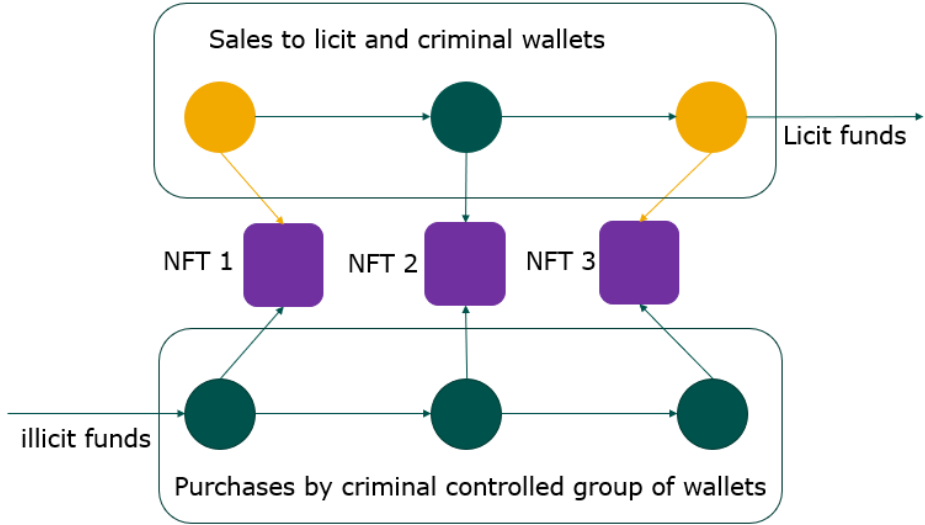 Sales to licit and criminal wallets
Licit funds
NFT 1
NFT 2
NFT 3
illicit funds
Purchases by criminal controlled group of wallets